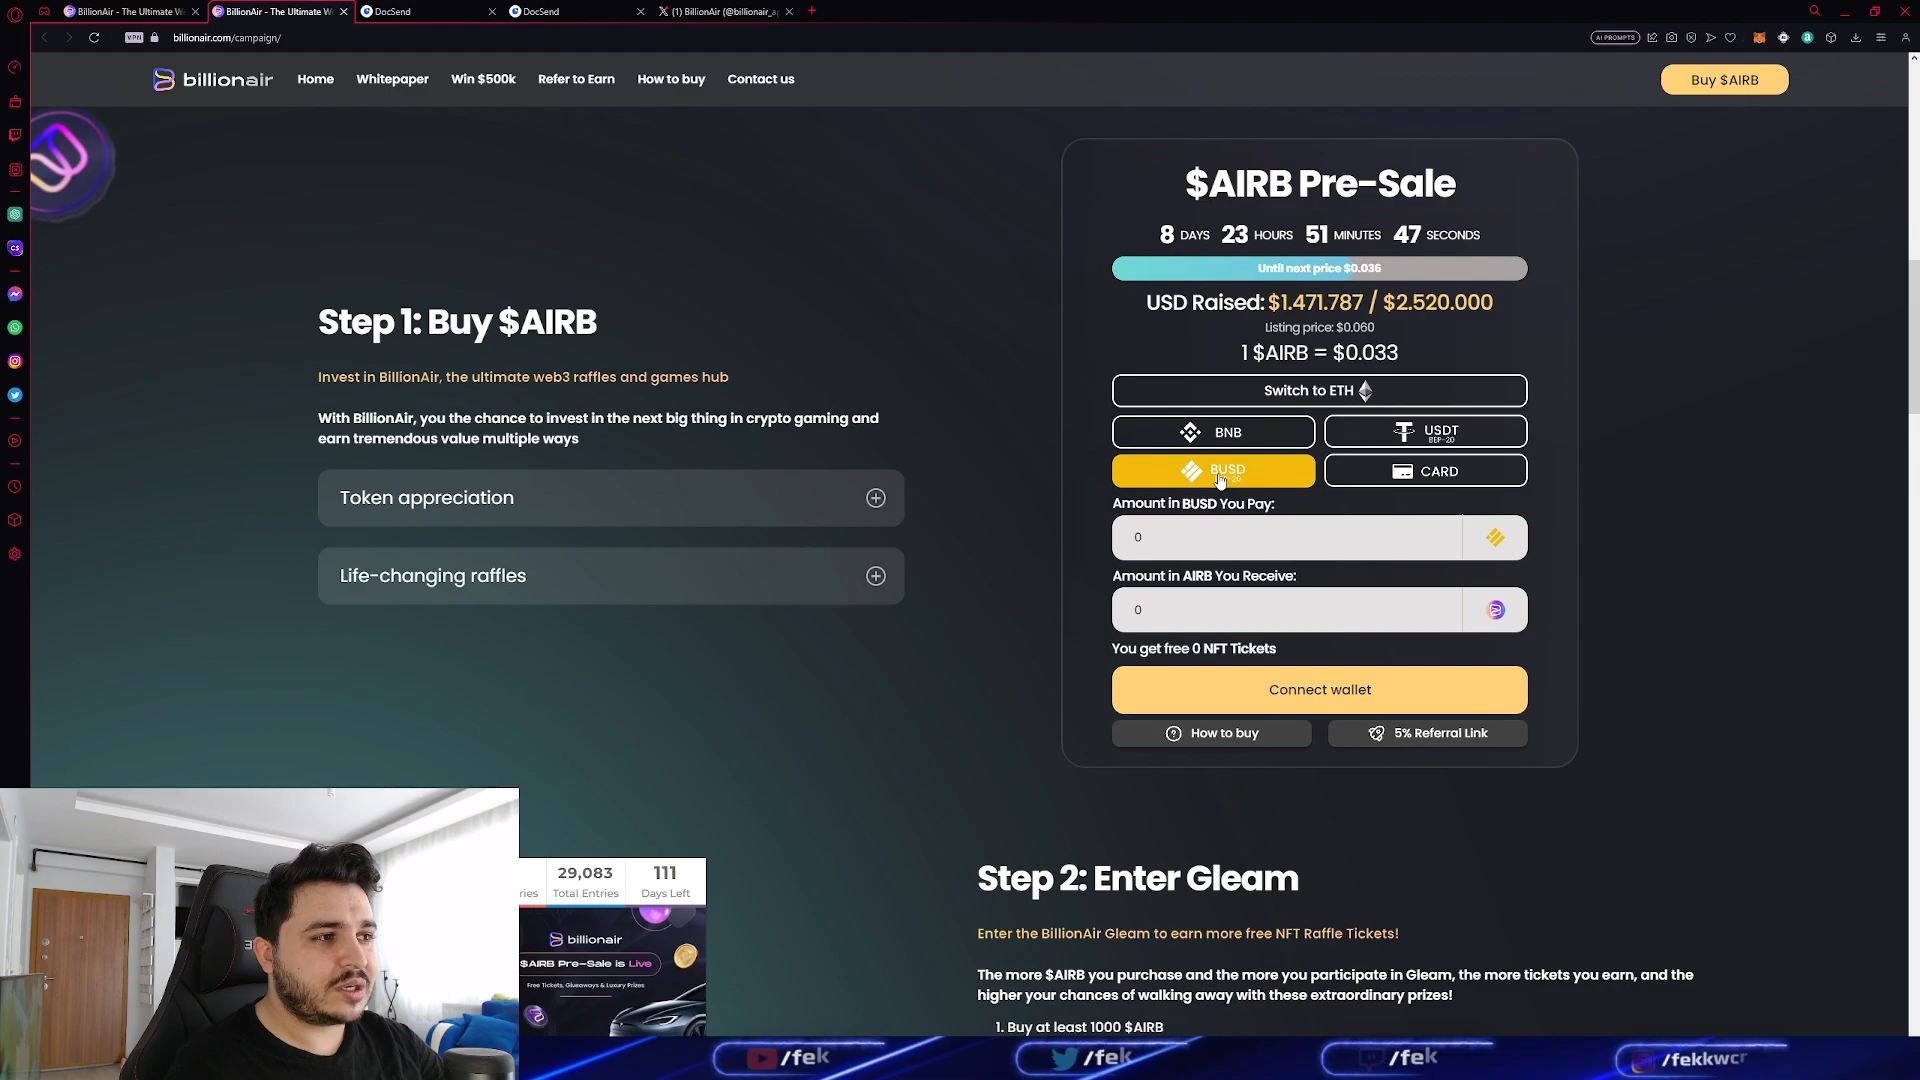 BillionAir - The Ultimate W
BillionAir - The Ultimate W
DocSend
DocSend
(1) BillionAir (@billionair_a
VPN
billionair.com/campaign/
AI PROMPTS
billionair
Home
Whitepaper
Win $500k
Refer to Earn
How to buy
Contact us
Buy $AIRB
$AIRB Pre-Sale
8 DAYS 23 HOURS 51 MINUTES 47 SECONDS
Until next price $0.036
USD Raised: $1.471.787 / $2.520.000
Listing price: $0.060
1 $AIRB = $0.033
Switch to ETH
BNB
USDT
BEP-20
BUSD
CARD
Amount in BUSD You Pay:
0
Amount in AIRB You Receive:
0
You get free 0 NFT Tickets
Connect wallet
How to buy
5% Referral Link
Step 1: Buy $AIRB
Invest in BillionAir, the ultimate web3 raffles and games hub
With BillionAir, you the chance to invest in the next big thing in crypto gaming and
earn tremendous value multiple ways
Token appreciation
Life-changing raffles
29,083
111
ries
Total Entries
Days Left
billionair
$AIRB Pre-Sale is Live
Free Tickets, Giveaways & Luxury Prizes
Step 2: Enter Gleam
Enter the BillionAir Gleam to earn more free NFT Raffle Tickets!
The more $AIRB you purchase and the more you participate in Gleam, the more tickets you earn, and the
higher your chances of walking away with these extraordinary prizes!
1. Buy at least 1000 $AIRB
/fek
/fek
/fek
/fekkwcr